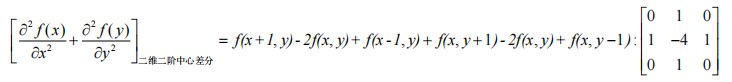 [∂²f(x)/∂x² + ∂²f(y)/∂y²]二维二阶中心差分 = f(x+1, y) - 2f(x, y) + f(x-1, y) + f(x, y+1) - 2f(x, y) + f(x, y−1) : [0 1 0; 1 −4 1; 0 1 0]